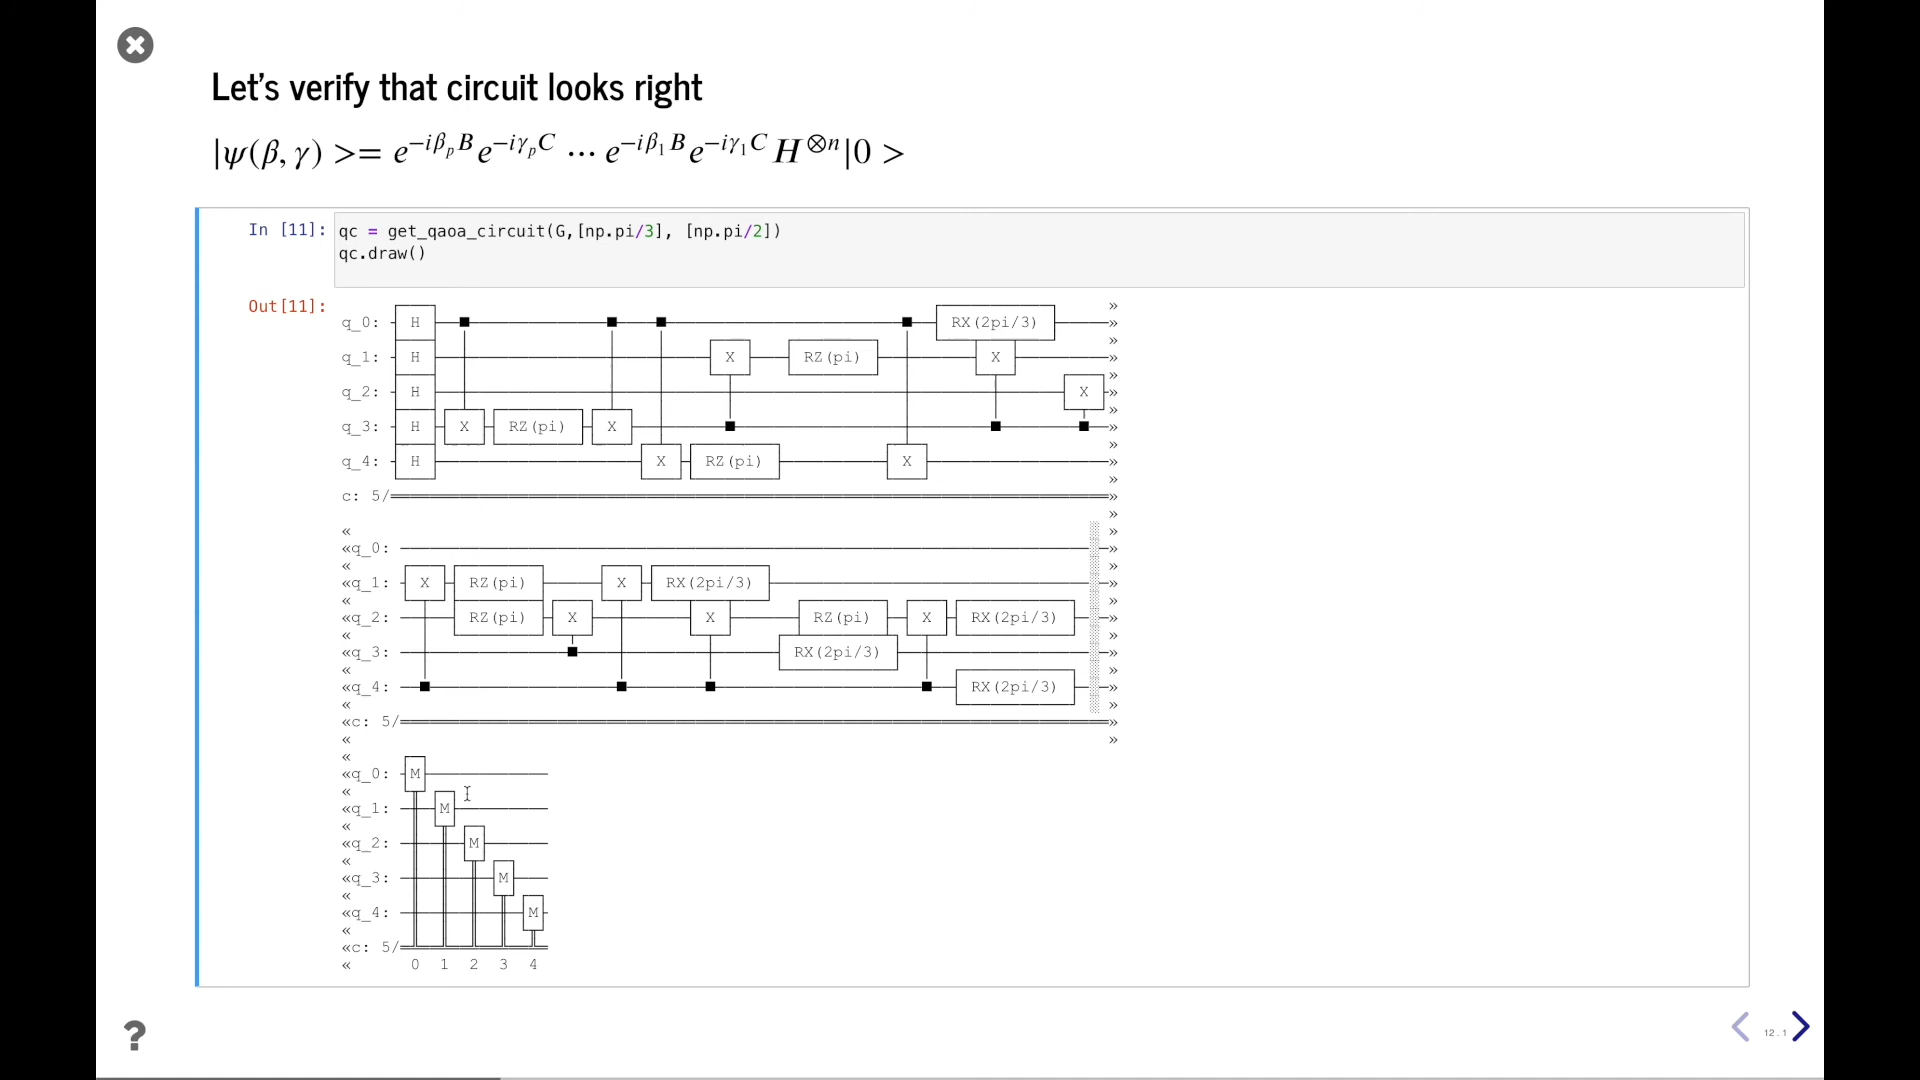 Let's verify that circuit looks right
|ψ(β, γ) >= e^{−iβ_p B} e^{−iγ_p C} ⋯ e^{−iβ_1 B} e^{−iγ_1 C} H^{⊗n}|0 >
In [11]: qc = get_qaoa_circuit(G,[np.pi/3], [np.pi/2])
qc.draw()
Out[11]:
»
q_0: H RX(2pi/3) »
»
q_1: H X RZ(pi) X »
»
q_2: H X »
»
q_3: H X RZ(pi) X »
»
q_4: H X RZ(pi) X »
»
c: 5/ »
»
« »
«q_0: »
« »
«q_1: X RZ(pi) X RX(2pi/3) »
« »
«q_2: RZ(pi) X X RZ(pi) X RX(2pi/3) »
« »
«q_3: RX(2pi/3) »
« »
«q_4: RX(2pi/3) »
« »
«c: 5/ »
« »
«
«q_0: M
«
«q_1: M
«
«q_2: M
«
«q_3: M
«
«q_4: M
«
«c: 5/
« 0 1 2 3 4
?
12.1